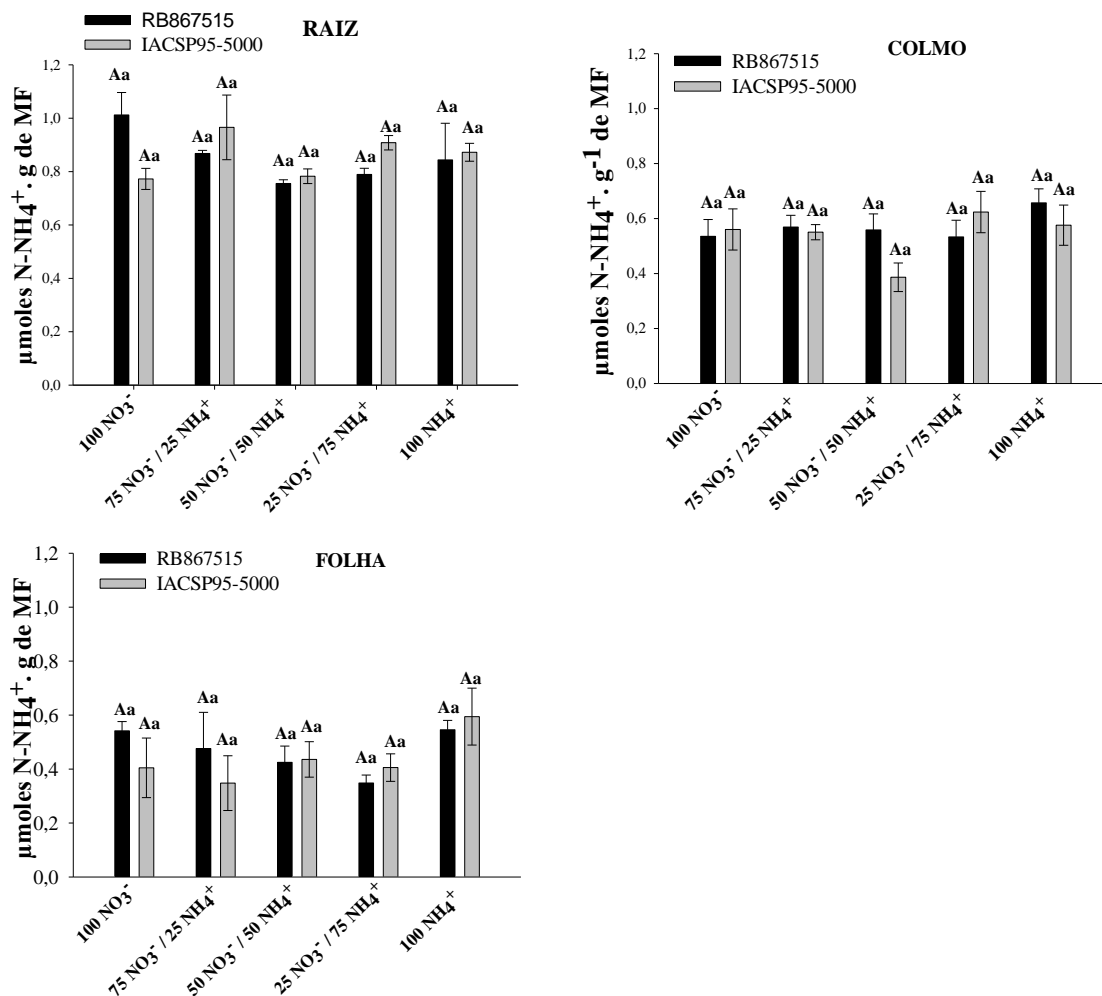 RB867515
IACSP95-5000
RAIZ
µmoles N-NH4⁺. g de MF
1,2
1,0
0,8
0,6
0,4
0,2
0,0
Aa
Aa
Aa
Aa
Aa
Aa
Aa
Aa
Aa
Aa
100 NO₃⁻
75 NO₃⁻ / 25 NH₄⁺
50 NO₃⁻ / 50 NH₄⁺
25 NO₃⁻ / 75 NH₄⁺
100 NH₄⁺
COLMO
RB867515
IACSP95-5000
µmoles N-NH4⁺. g⁻¹ de MF
1,2
1,0
0,8
0,6
0,4
0,2
0,0
Aa
Aa
Aa
Aa
Aa
Aa
Aa
Aa
Aa
Aa
100 NO₃⁻
75 NO₃⁻ / 25 NH₄⁺
50 NO₃⁻ / 50 NH₄⁺
25 NO₃⁻ / 75 NH₄⁺
100 NH₄⁺
RB867515
IACSP95-5000
FOLHA
µmoles N-NH4⁺. g de MF
1,2
1,0
0,8
0,6
0,4
0,2
0,0
Aa
Aa
Aa
Aa
Aa
Aa
Aa
Aa
Aa
Aa
100 NO₃⁻
75 NO₃⁻ / 25 NH₄⁺
50 NO₃⁻ / 50 NH₄⁺
25 NO₃⁻ / 75 NH₄⁺
100 NH₄⁺